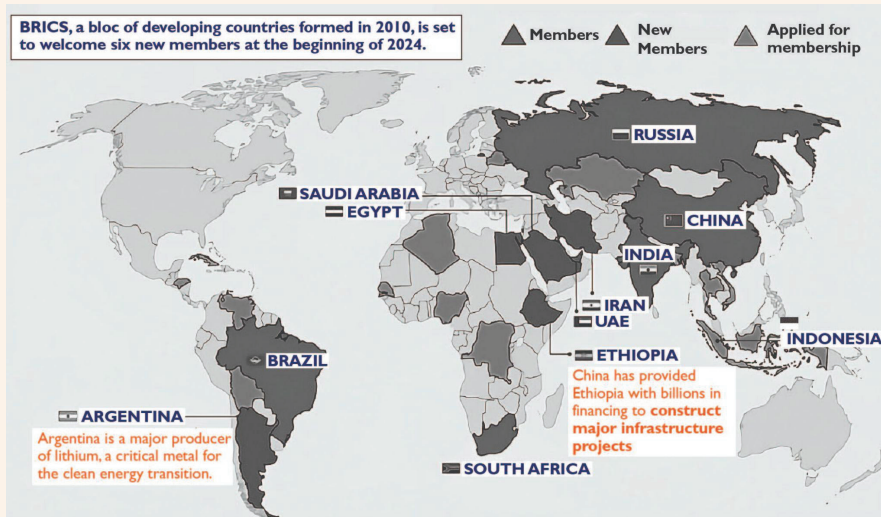 BRICS, a bloc of developing countries formed in 2010, is set
to welcome six new members at the beginning of 2024.
Members
New
Members
Applied for
membership
RUSSIA
SAUDI ARABIA
EGYPT
CHINA
INDIA
IRAN
UAE
INDONESIA
BRAZIL
ETHIOPIA
China has provided
Ethiopia with billions in
financing to construct
major infrastructure
projects
ARGENTINA
Argentina is a major producer
of lithium, a critical metal for
the clean energy transition.
SOUTH AFRICA